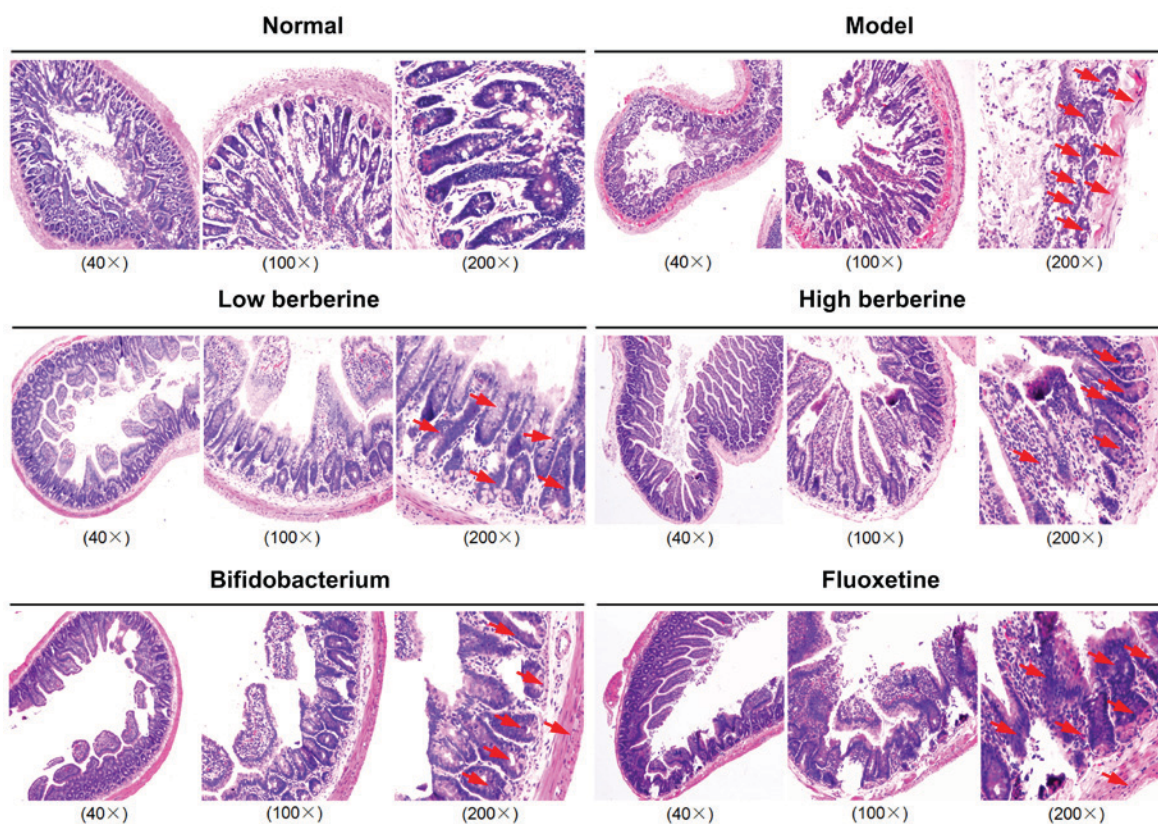 Normal Model
(40×) (100×) (200×) (40×) (100×) (200×)
Low berberine High berberine
(40×) (100×) (200×) (40×) (100×) (200×)
Bifidobacterium Fluoxetine
(40×) (100×) (200×) (40×) (100×) (200×)